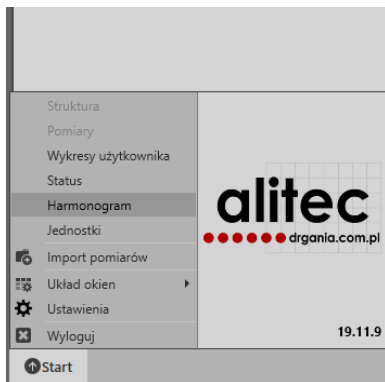 Struktura
Pomiary
Wykresy użytkownika
Status
Harmonogram
Jednostki
Import pomiarów
Układ okien
Ustawienia
Wyloguj
alitec
drgania.com.pl
19.11.9
Start